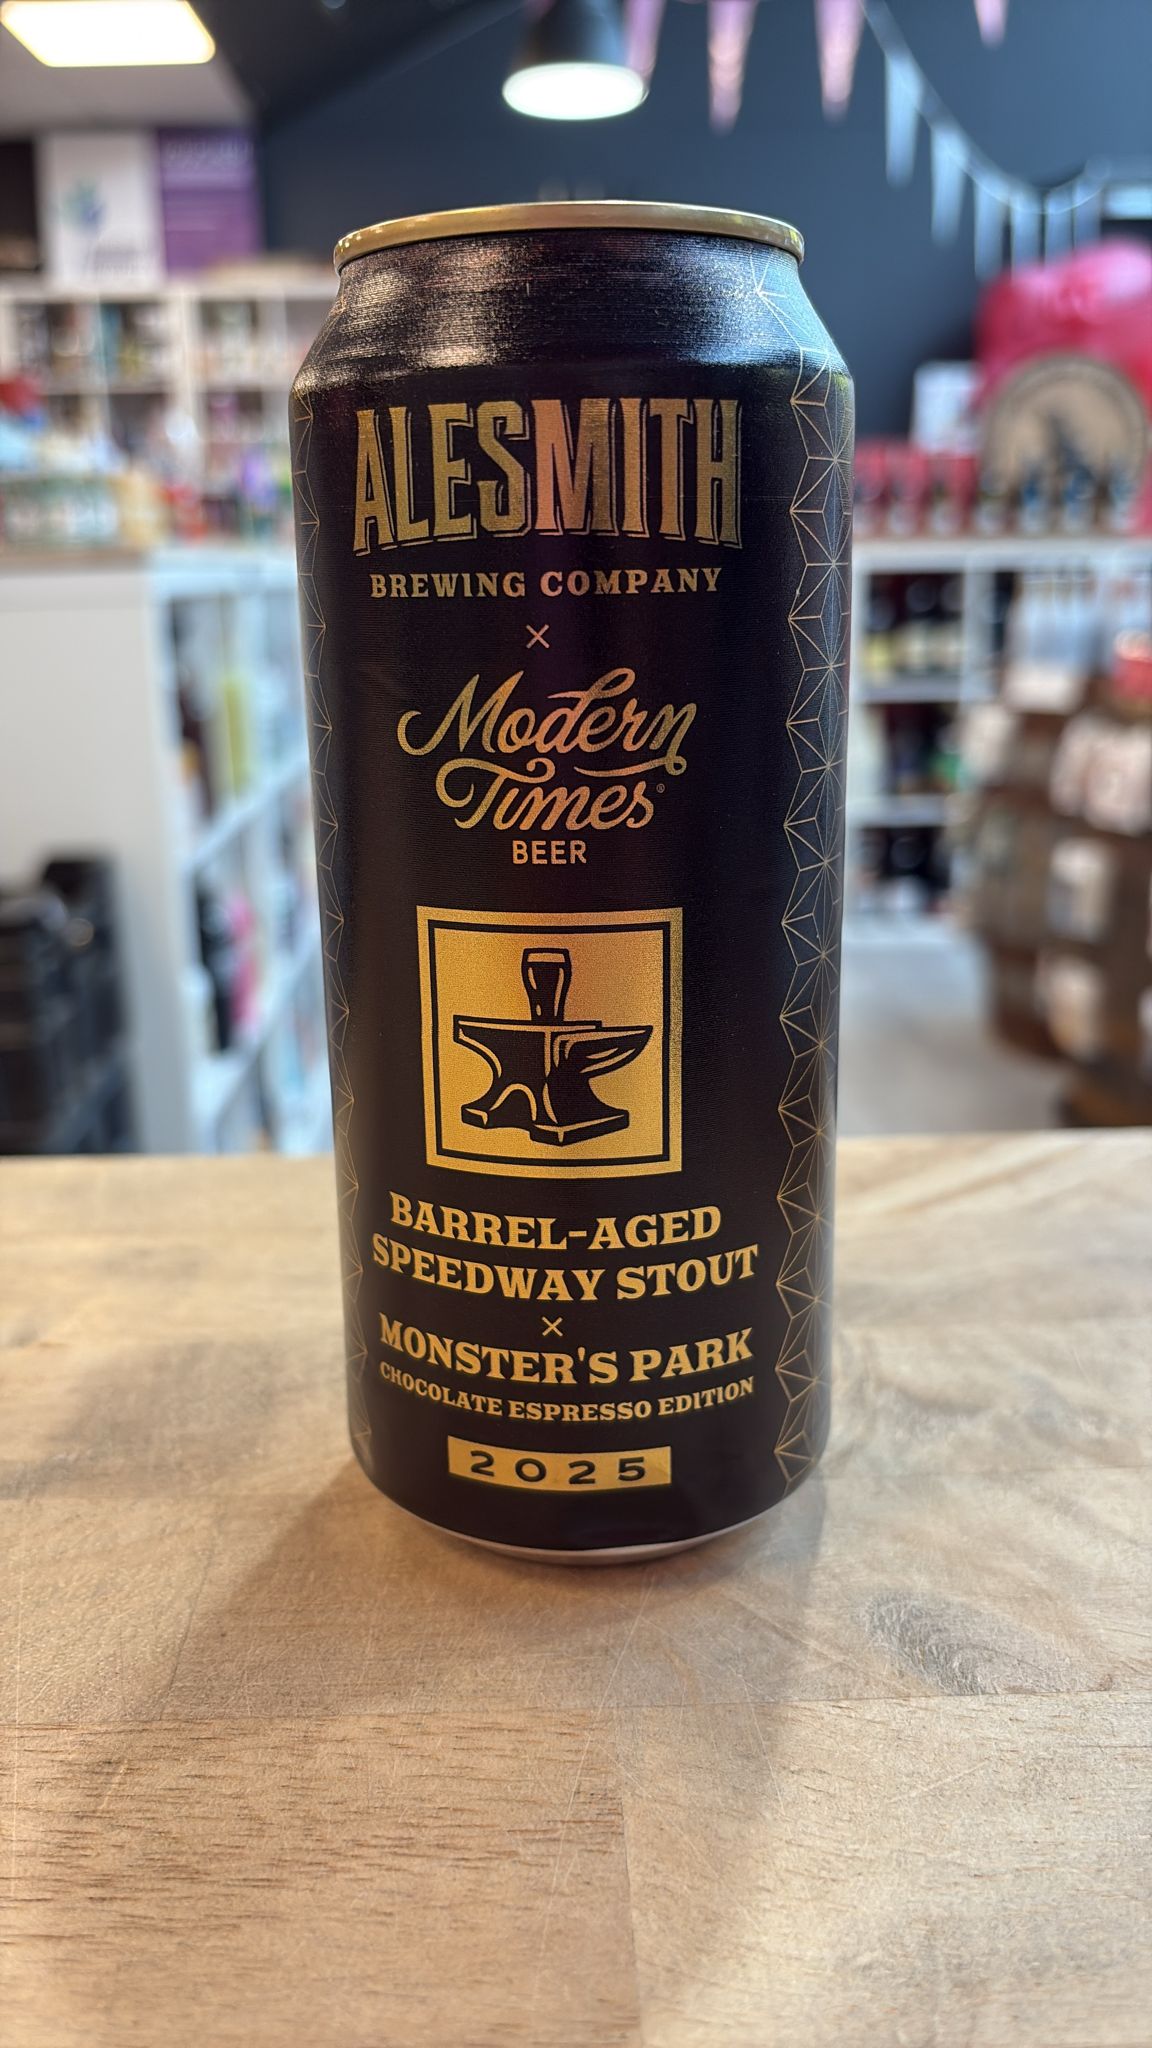 ALESMITH
BREWING COMPANY
×
Modern
Times®
BEER
BARREL-AGED
SPEEDWAY STOUT
×
MONSTER'S PARK
CHOCOLATE ESPRESSO EDITION
2025